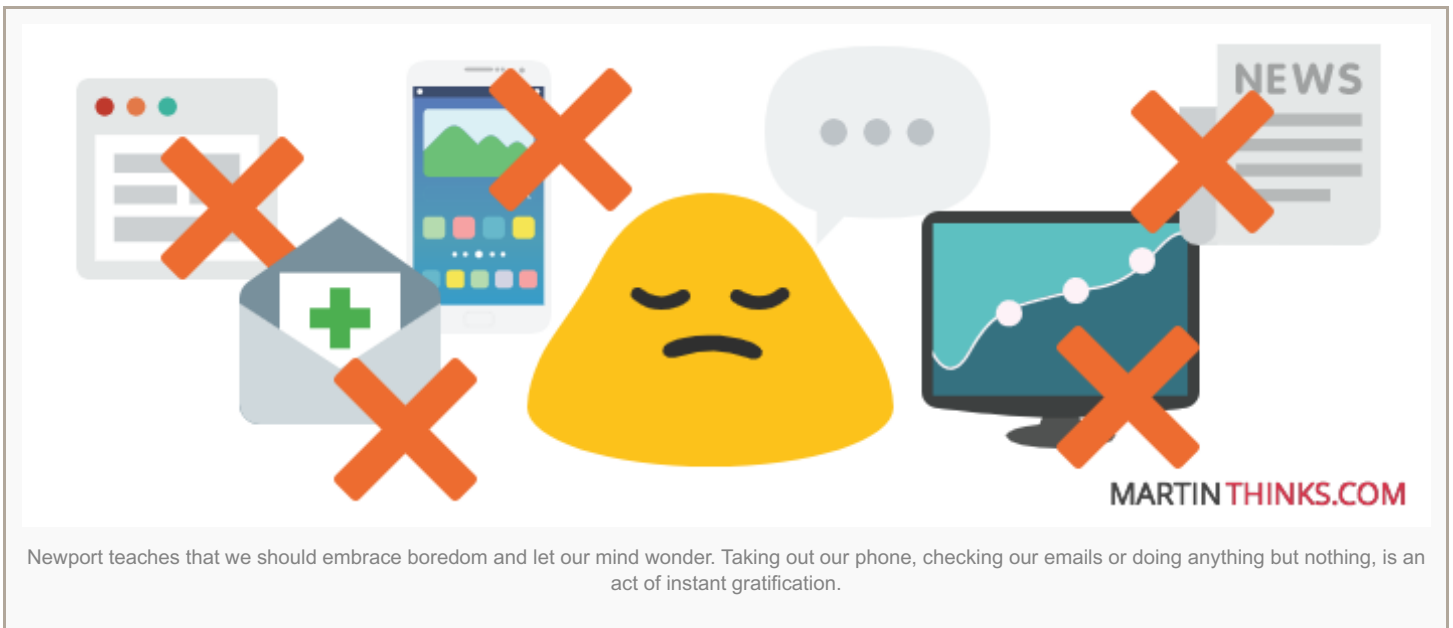 NEWS
MARTINTHINKS.COM
Newport teaches that we should embrace boredom and let our mind wonder. Taking out our phone, checking our emails or doing anything but nothing, is an
act of instant gratification.